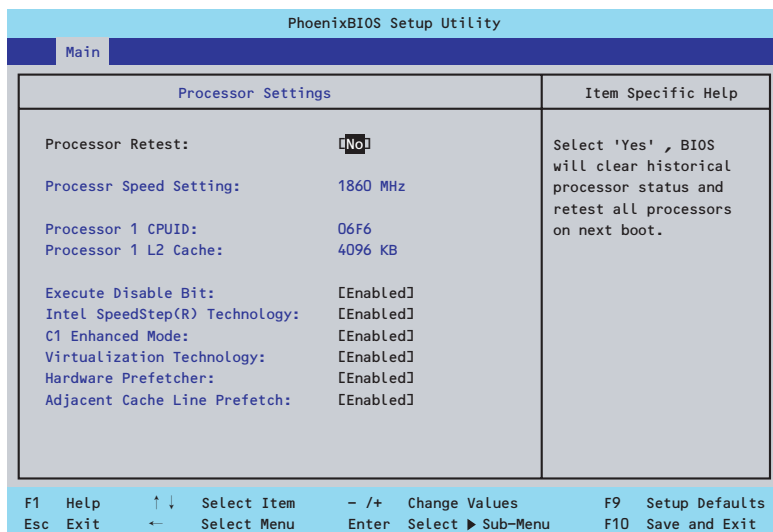 PhoenixBIOS Setup Utility
Main
Processor Settings
Item Specific Help
Processor Retest: [No]
Select 'Yes' , BIOS
will clear historical
processor status and
retest all processors
on next boot.
Processr Speed Setting: 1860 MHz
Processor 1 CPUID: 06F6
Processor 1 L2 Cache: 4096 KB
Execute Disable Bit: [Enabled]
Intel SpeedStep(R) Technology: [Enabled]
C1 Enhanced Mode: [Enabled]
Virtualization Technology: [Enabled]
Hardware Prefetcher: [Enabled]
Adjacent Cache Line Prefetch: [Enabled]
F1 Help ↑↓ Select Item – /+ Change Values F9 Setup Defaults
Esc Exit ← Select Menu Enter Select ▶ Sub-Menu F10 Save and Exit